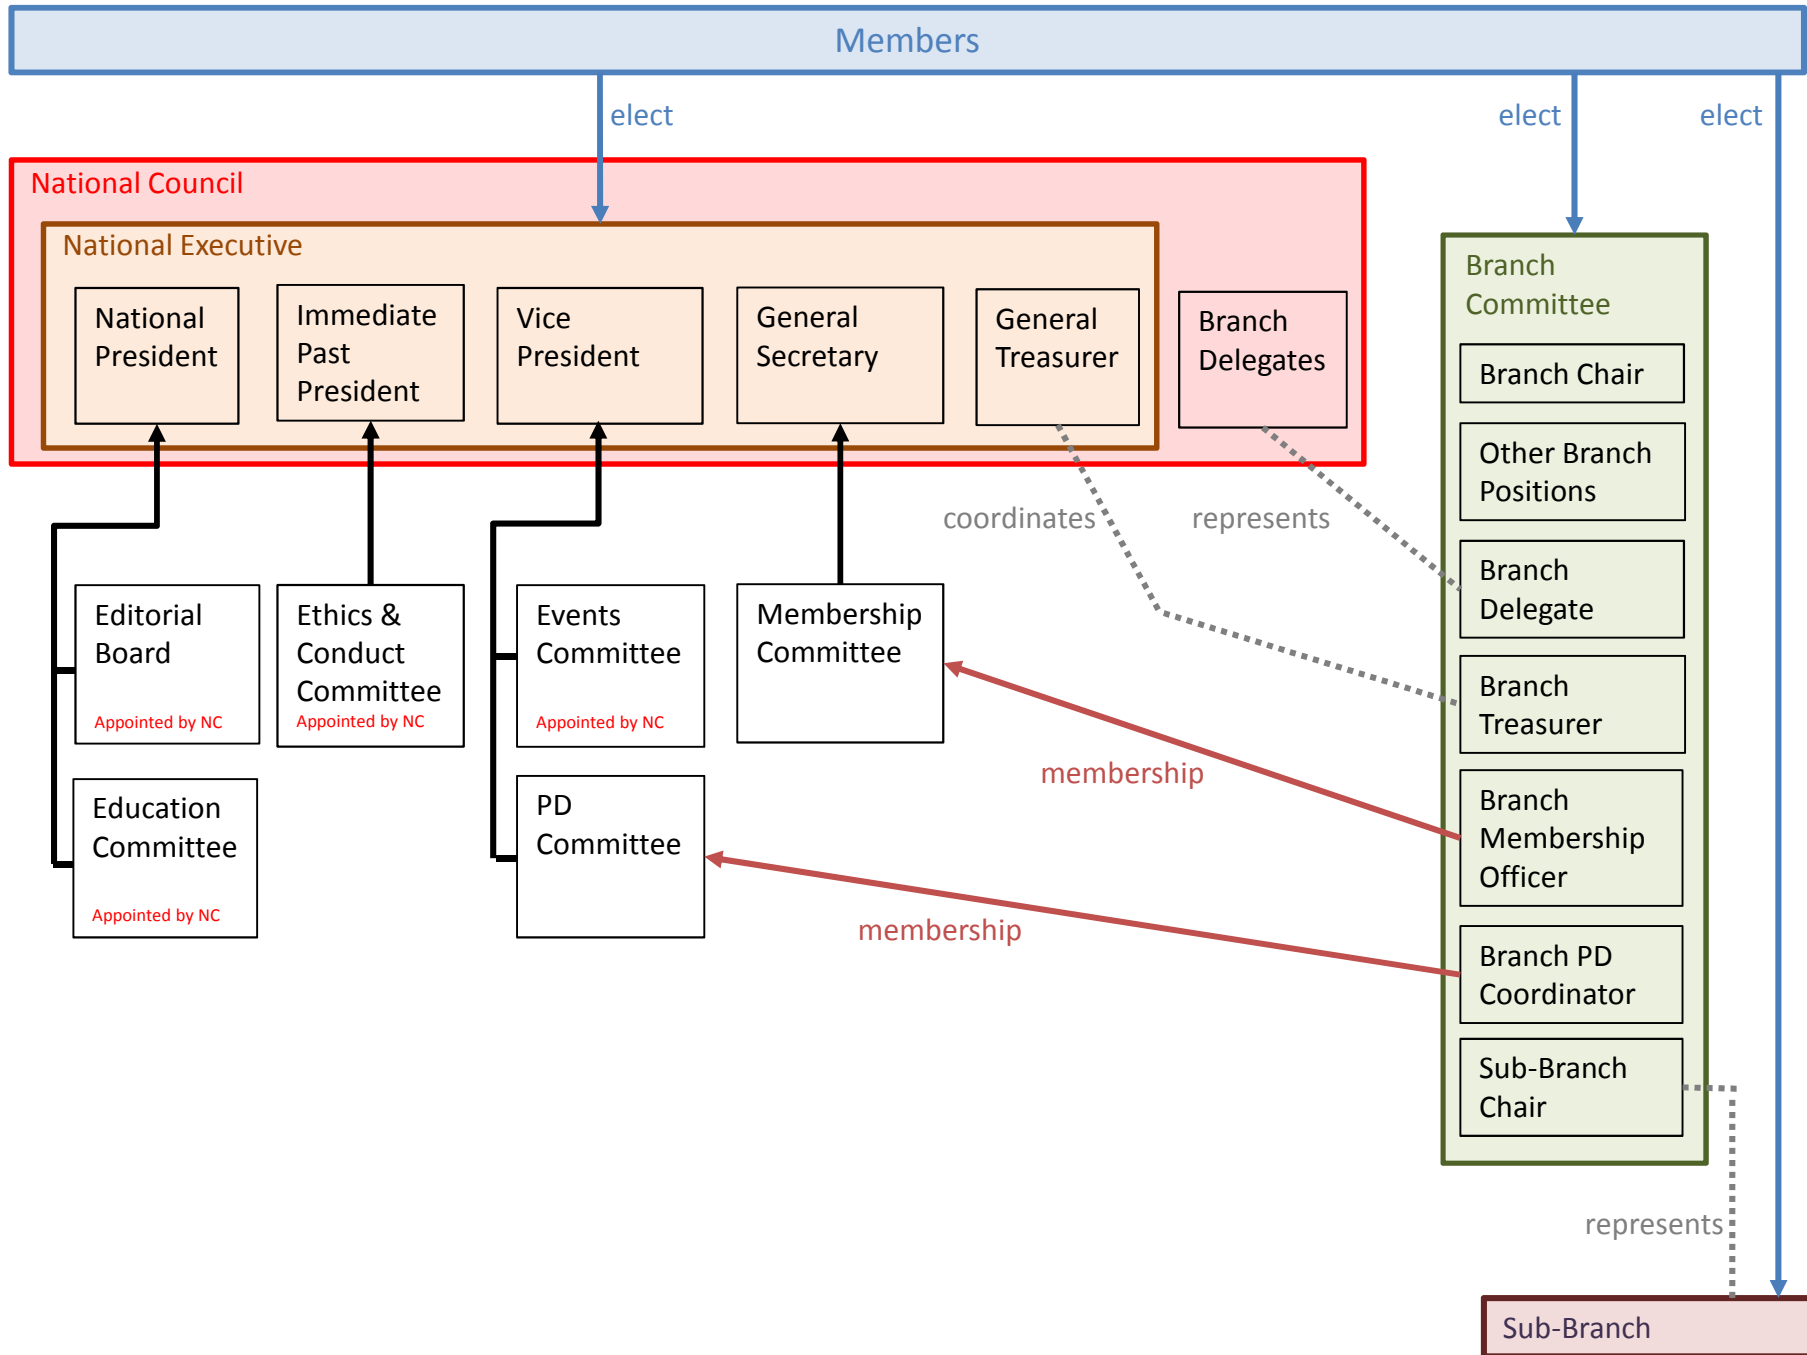 Members
elect
elect
elect
National Council
National Executive
National
President
Immediate
Past
President
Vice
President
General
Secretary
General
Treasurer
Branch
Delegates
Branch
Committee
Branch Chair
Other Branch
Positions
Branch
Delegate
Branch
Treasurer
Branch
Membership
Officer
Branch PD
Coordinator
Sub-Branch
Chair
coordinates
represents
Editorial
Board
Appointed by NC
Ethics &
Conduct
Committee
Appointed by NC
Events
Committee
Appointed by NC
Membership
Committee
membership
Education
Committee
Appointed by NC
PD
Committee
membership
represents
Sub-Branch